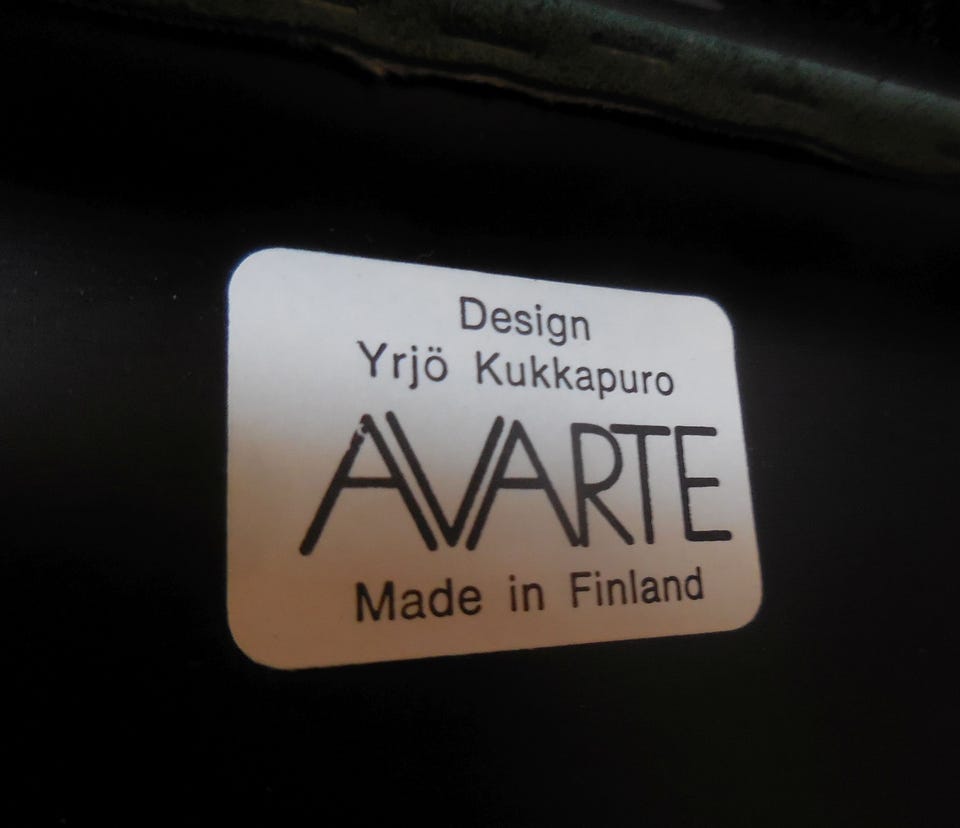 Design
Yrjö Kukkapuro
AVARTE
Made in Finland